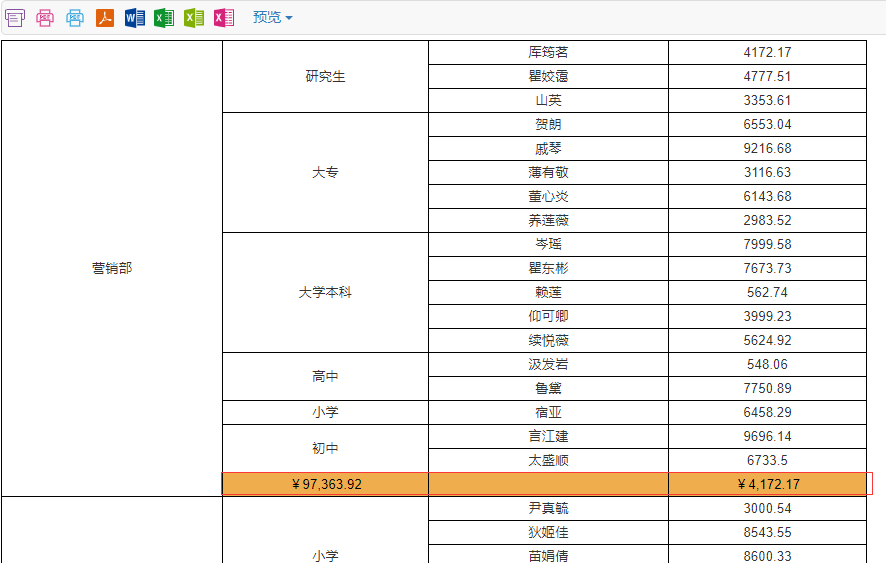 预览
营销部
研究生
库筠茗 4172.17
瞿姣霭 4777.51
山英 3353.61
大专
贺朗 6553.04
戚琴 9216.68
薄有敬 3116.63
董心炎 6143.68
养莲薇 2983.52
大学本科
岑瑶 7999.58
瞿东彬 7673.73
赖莲 562.74
仰可卿 3999.23
续悦薇 5624.92
高中
汲发岩 548.06
鲁黛 7750.89
小学
宿亚 6458.29
初中
言江建 9696.14
太盛顺 6733.5
￥97,363.92 ￥4,172.17
小学
尹真毓 3000.54
狄姬佳 8543.55
苗娟倩 8600.33